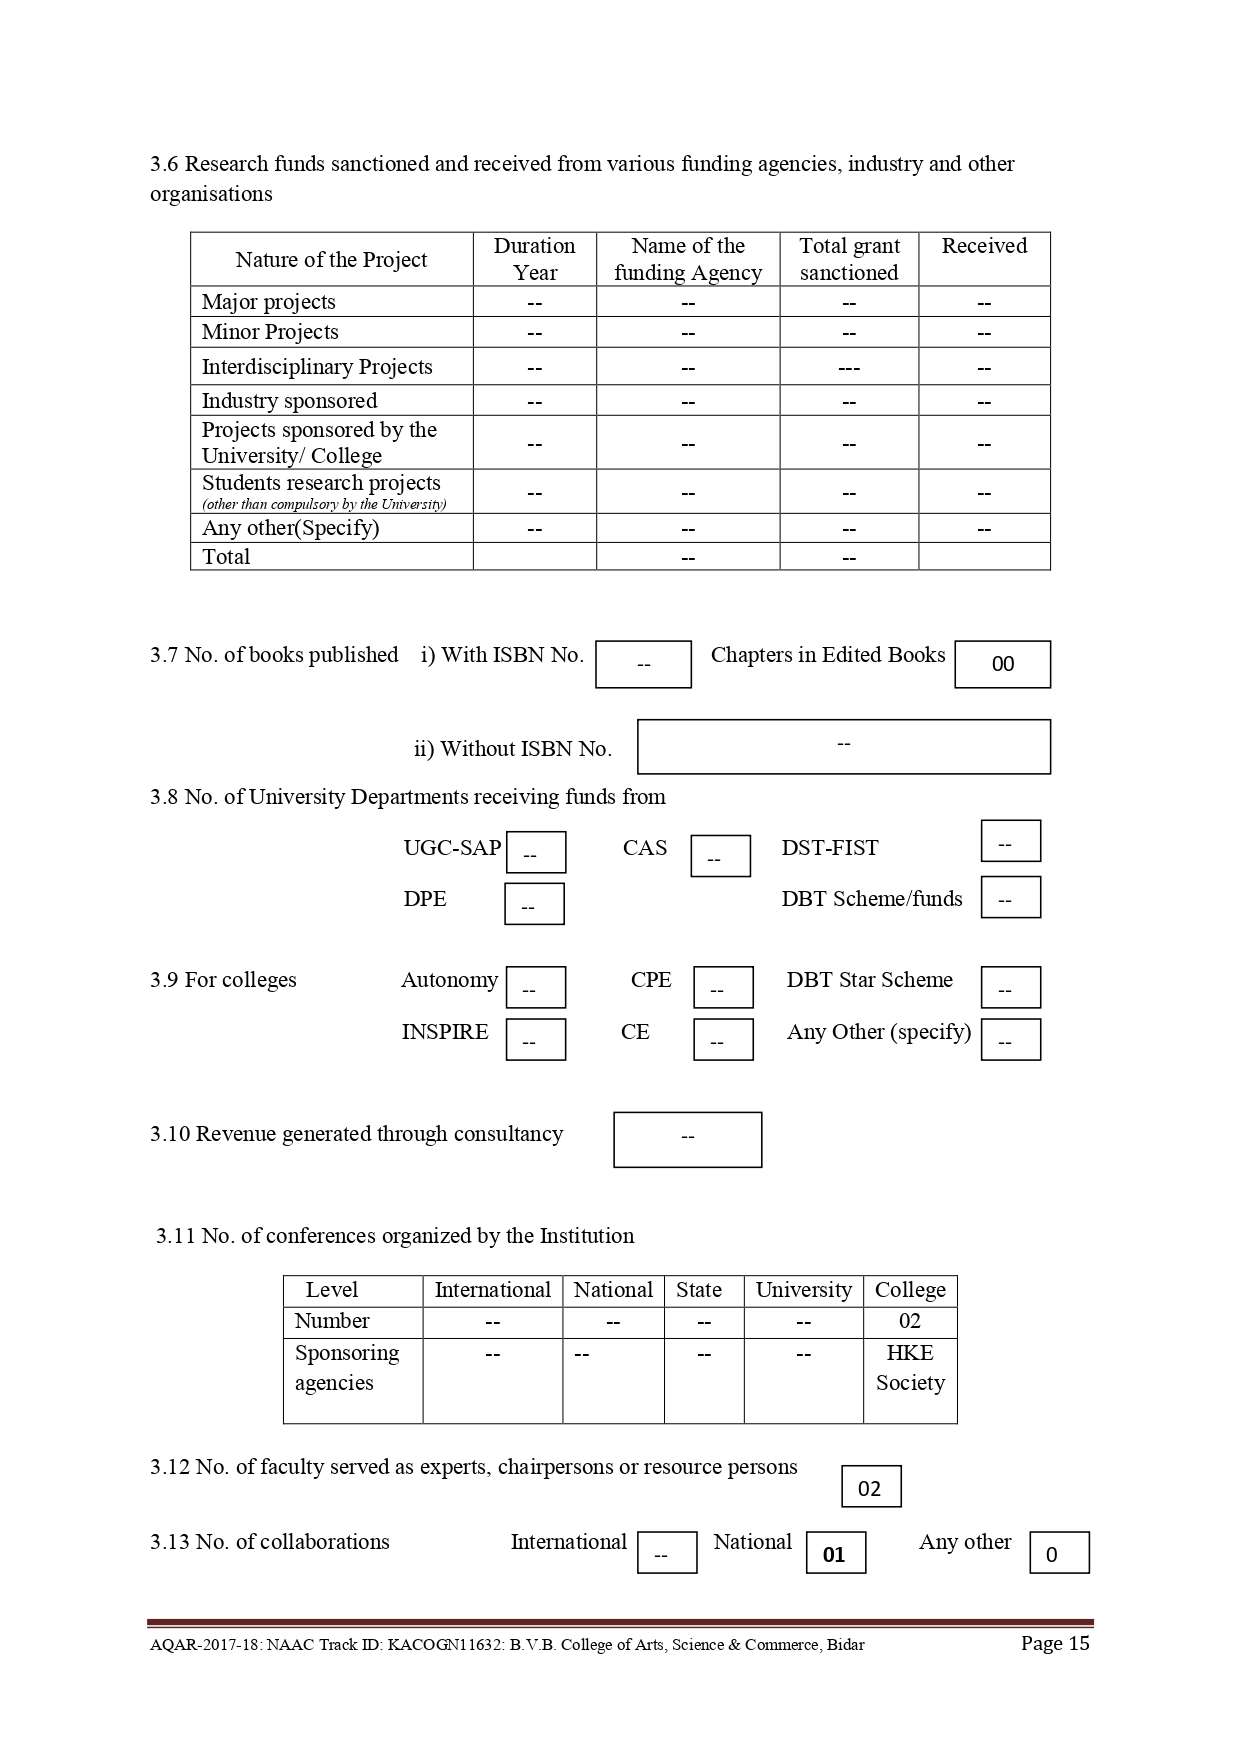 3.6 Research funds sanctioned and received from various funding agencies, industry and other
organisations
Nature of the Project Duration Year Name of the funding Agency Total grant sanctioned Received
Major projects -- -- -- --
Minor Projects -- -- -- --
Interdisciplinary Projects -- -- --- --
Industry sponsored -- -- -- --
Projects sponsored by the
University/ College -- -- -- --
Students research projects
(other than compulsory by the University) -- -- -- --
Any other(Specify) -- -- -- --
Total -- --
3.7 No. of books published i) With ISBN No. -- Chapters in Edited Books 00
ii) Without ISBN No. --
3.8 No. of University Departments receiving funds from
UGC-SAP -- CAS -- DST-FIST --
DPE -- DBT Scheme/funds --
3.9 For colleges Autonomy -- CPE -- DBT Star Scheme --
INSPIRE -- CE -- Any Other (specify) --
3.10 Revenue generated through consultancy --
3.11 No. of conferences organized by the Institution
Level International National State University College
Number -- -- -- -- 02
Sponsoring agencies -- -- -- -- HKE Society
3.12 No. of faculty served as experts, chairpersons or resource persons 02
3.13 No. of collaborations International -- National 01 Any other 0
AQAR-2017-18: NAAC Track ID: KACOGN11632: B.V.B. College of Arts, Science & Commerce, Bidar Page 15